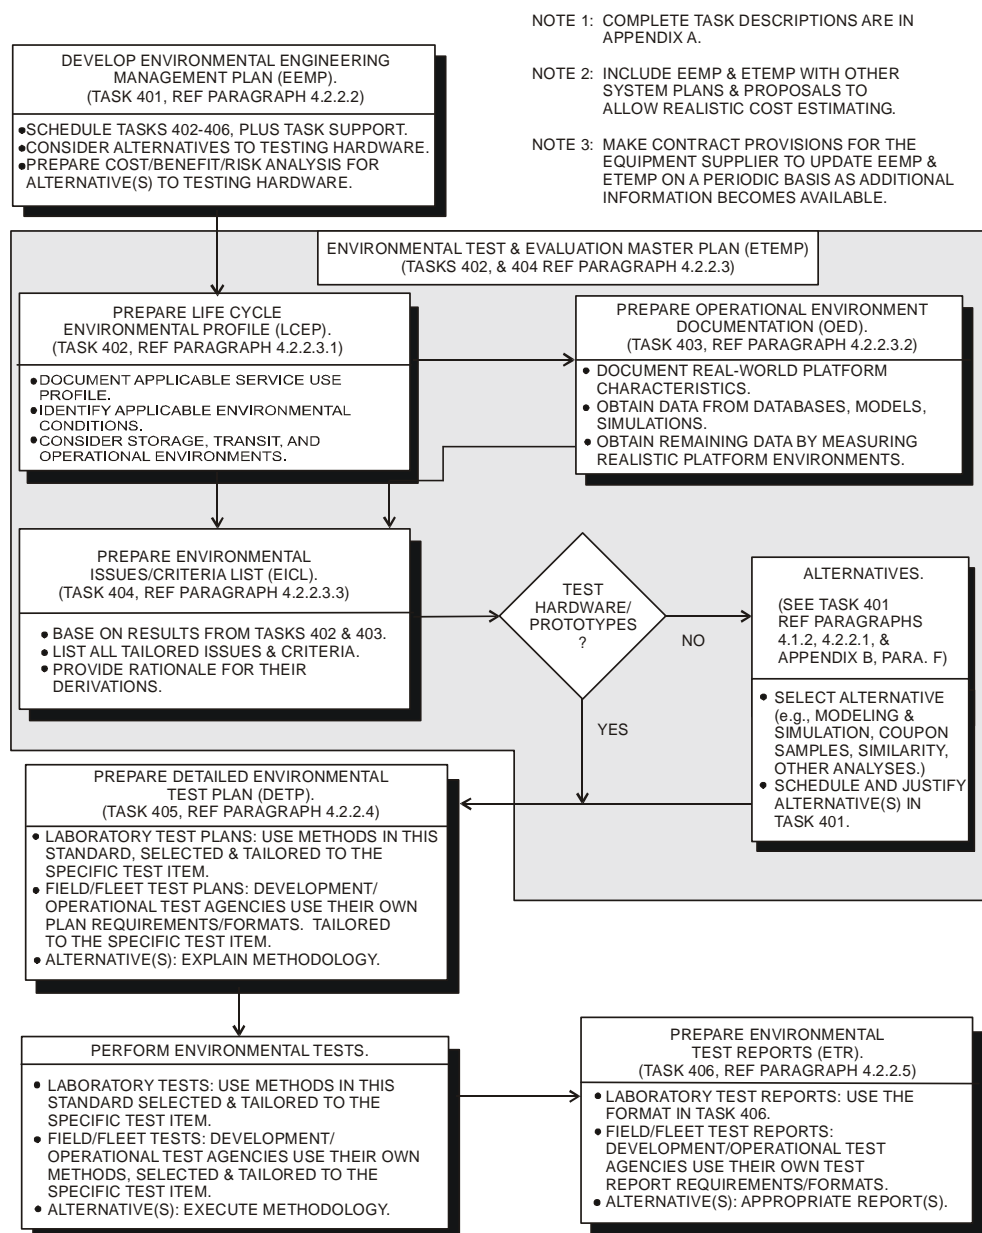 NOTE 1: COMPLETE TASK DESCRIPTIONS ARE IN
APPENDIX A.
NOTE 2: INCLUDE EEMP & ETEMP WITH OTHER
SYSTEM PLANS & PROPOSALS TO
ALLOW REALISTIC COST ESTIMATING.
NOTE 3: MAKE CONTRACT PROVISIONS FOR THE
EQUIPMENT SUPPLIER TO UPDATE EEMP &
ETEMP ON A PERIODIC BASIS AS ADDITIONAL
INFORMATION BECOMES AVAILABLE.
DEVELOP ENVIRONMENTAL ENGINEERING
MANAGEMENT PLAN (EEMP).
(TASK 401, REF PARAGRAPH 4.2.2.2)
●SCHEDULE TASKS 402-406, PLUS TASK SUPPORT.
●CONSIDER ALTERNATIVES TO TESTING HARDWARE.
●PREPARE COST/BENEFIT/RISK ANALYSIS FOR
ALTERNATIVE(S) TO TESTING HARDWARE.
ENVIRONMENTAL TEST & EVALUATION MASTER PLAN (ETEMP)
(TASKS 402, & 404 REF PARAGRAPH 4.2.2.3)
PREPARE LIFE CYCLE
ENVIRONMENTAL PROFILE (LCEP).
(TASK 402, REF PARAGRAPH 4.2.2.3.1)
●DOCUMENT APPLICABLE SERVICE USE
PROFILE.
●IDENTIFY APPLICABLE ENVIRONMENTAL
CONDITIONS.
●CONSIDER STORAGE, TRANSIT, AND
OPERATIONAL ENVIRONMENTS.
PREPARE OPERATIONAL ENVIRONMENT
DOCUMENTATION (OED).
(TASK 403, REF PARAGRAPH 4.2.2.3.2)
● DOCUMENT REAL-WORLD PLATFORM
CHARACTERISTICS.
● OBTAIN DATA FROM DATABASES, MODELS,
SIMULATIONS.
● OBTAIN REMAINING DATA BY MEASURING
REALISTIC PLATFORM ENVIRONMENTS.
PREPARE ENVIRONMENTAL
ISSUES/CRITERIA LIST (EICL).
(TASK 404, REF PARAGRAPH 4.2.2.3.3)
● BASE ON RESULTS FROM TASKS 402 & 403.
● LIST ALL TAILORED ISSUES & CRITERIA.
● PROVIDE RATIONALE FOR THEIR
DERIVATIONS.
TEST
HARDWARE/
PROTOTYPES
?
NO
YES
ALTERNATIVES.
(SEE TASK 401
REF PARAGRAPHS
4.1.2, 4.2.2.1, &
APPENDIX B, PARA. F)
● SELECT ALTERNATIVE
(e.g., MODELING &
SIMULATION, COUPON
SAMPLES, SIMILARITY,
OTHER ANALYSES.)
● SCHEDULE AND JUSTIFY
ALTERNATIVE(S) IN
TASK 401.
PREPARE DETAILED ENVIRONMENTAL
TEST PLAN (DETP).
(TASK 405, REF PARAGRAPH 4.2.2.4)
● LABORATORY TEST PLANS: USE METHODS IN THIS
STANDARD, SELECTED & TAILORED TO THE
SPECIFIC TEST ITEM.
● FIELD/FLEET TEST PLANS: DEVELOPMENT/
OPERATIONAL TEST AGENCIES USE THEIR OWN
PLAN REQUIREMENTS/FORMATS. TAILORED
TO THE SPECIFIC TEST ITEM.
● ALTERNATIVE(S): EXPLAIN METHODOLOGY.
PERFORM ENVIRONMENTAL TESTS.
● LABORATORY TESTS: USE METHODS IN THIS
STANDARD SELECTED & TAILORED TO THE
SPECIFIC TEST ITEM.
● FIELD/FLEET TESTS: DEVELOPMENT/
OPERATIONAL TEST AGENCIES USE THEIR OWN
METHODS, SELECTED & TAILORED TO THE
SPECIFIC TEST ITEM.
● ALTERNATIVE(S): EXECUTE METHODOLOGY.
PREPARE ENVIRONMENTAL
TEST REPORTS (ETR).
(TASK 406, REF PARAGRAPH 4.2.2.5)
● LABORATORY TEST REPORTS: USE THE
FORMAT IN TASK 406.
● FIELD/FLEET TEST REPORTS:
DEVELOPMENT/OPERATIONAL TEST
AGENCIES USE THEIR OWN TEST
REPORT REQUIREMENTS/FORMATS.
● ALTERNATIVE(S): APPROPRIATE REPORT(S).